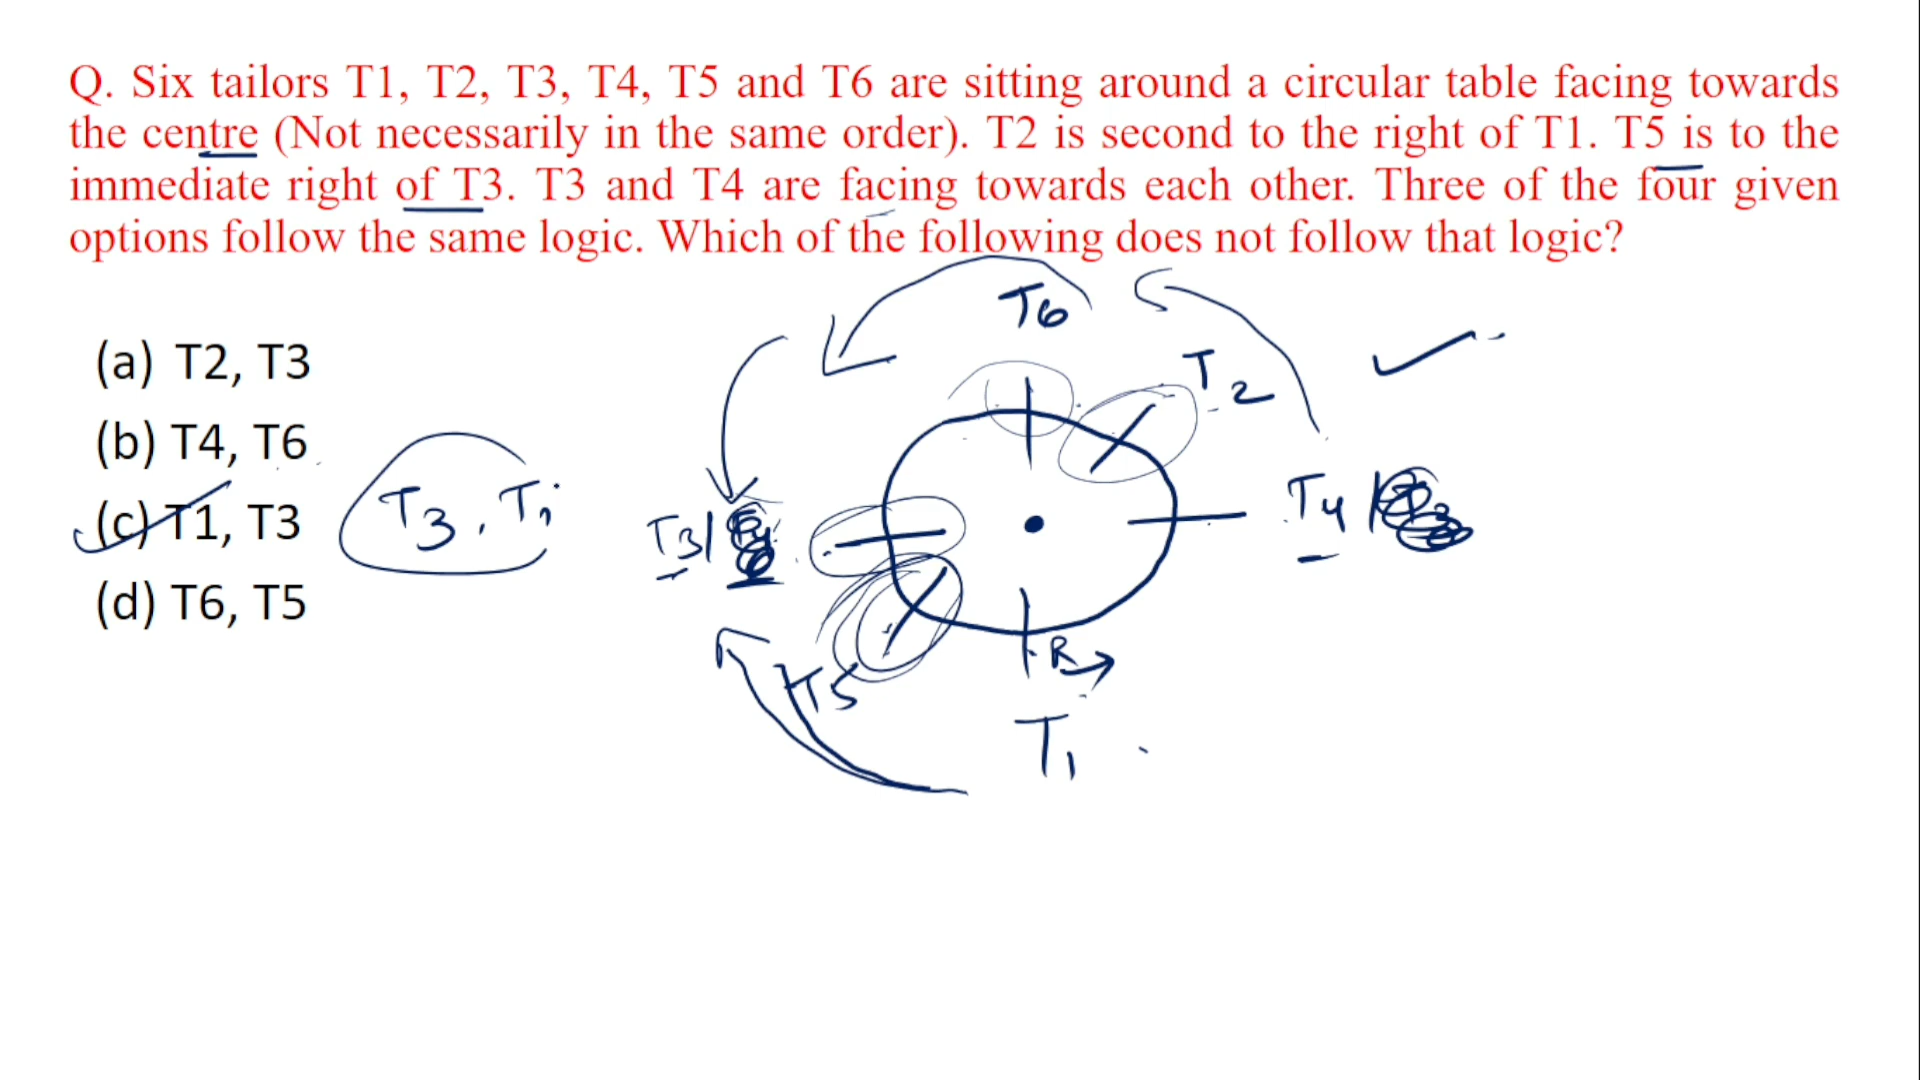 Q. Six tailors T1, T2, T3, T4, T5 and T6 are sitting around a circular table facing towards
the centre (Not necessarily in the same order). T2 is second to the right of T1. T5 is to the
immediate right of T3. T3 and T4 are facing towards each other. Three of the four given
options follow the same logic. Which of the following does not follow that logic?
T6
(a) T2, T3
T2
(b) T4, T6
(c) T1, T3
T3, T1
T3/
T4/
(d) T6, T5
T5
R
T1